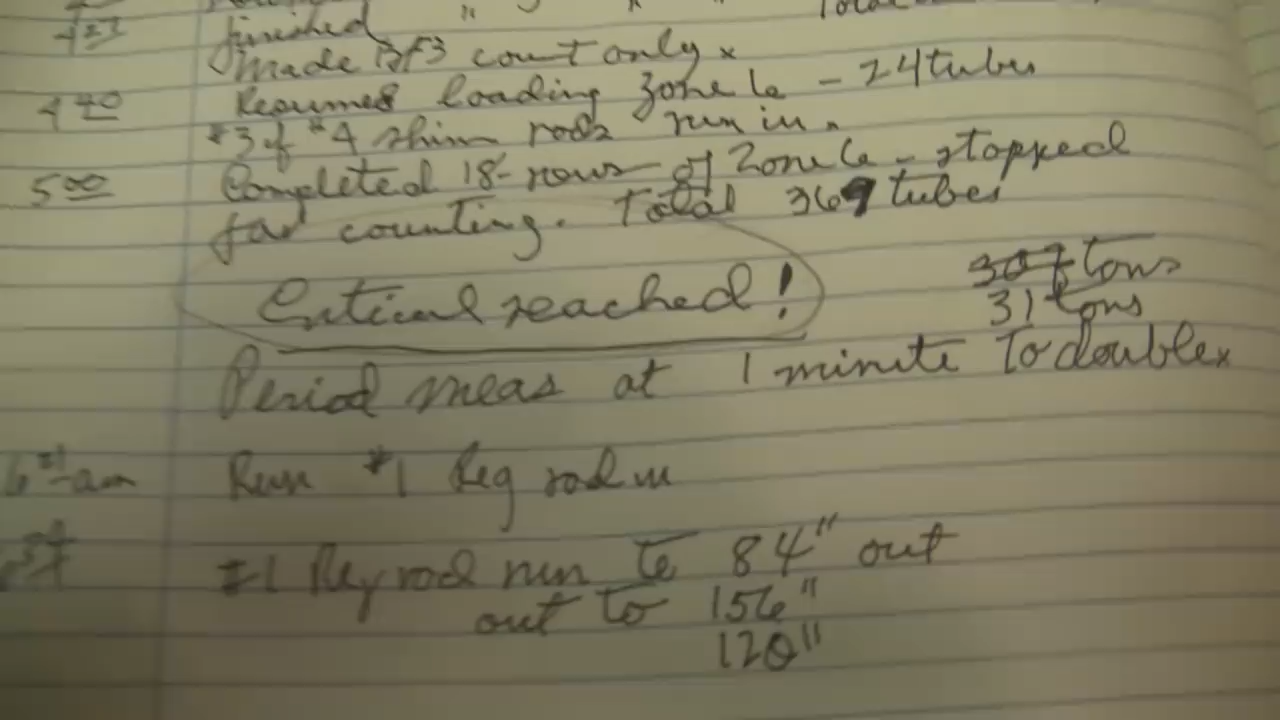 finished " " " Total
Made BF3 count only x
4 40 Resumed loading Zone 6 - 24 tubes
#3 & #4 shim rods run in.
5 00 Completed 18 rows of Zone 6 - stopped
for counting. Total 369 tubes
307 tons
Critical reached!
31 tons
Period meas at 1 minute to double x
am Run #1 Reg rod in
#1 Reg rod run to 84" out
out to 156"
120"